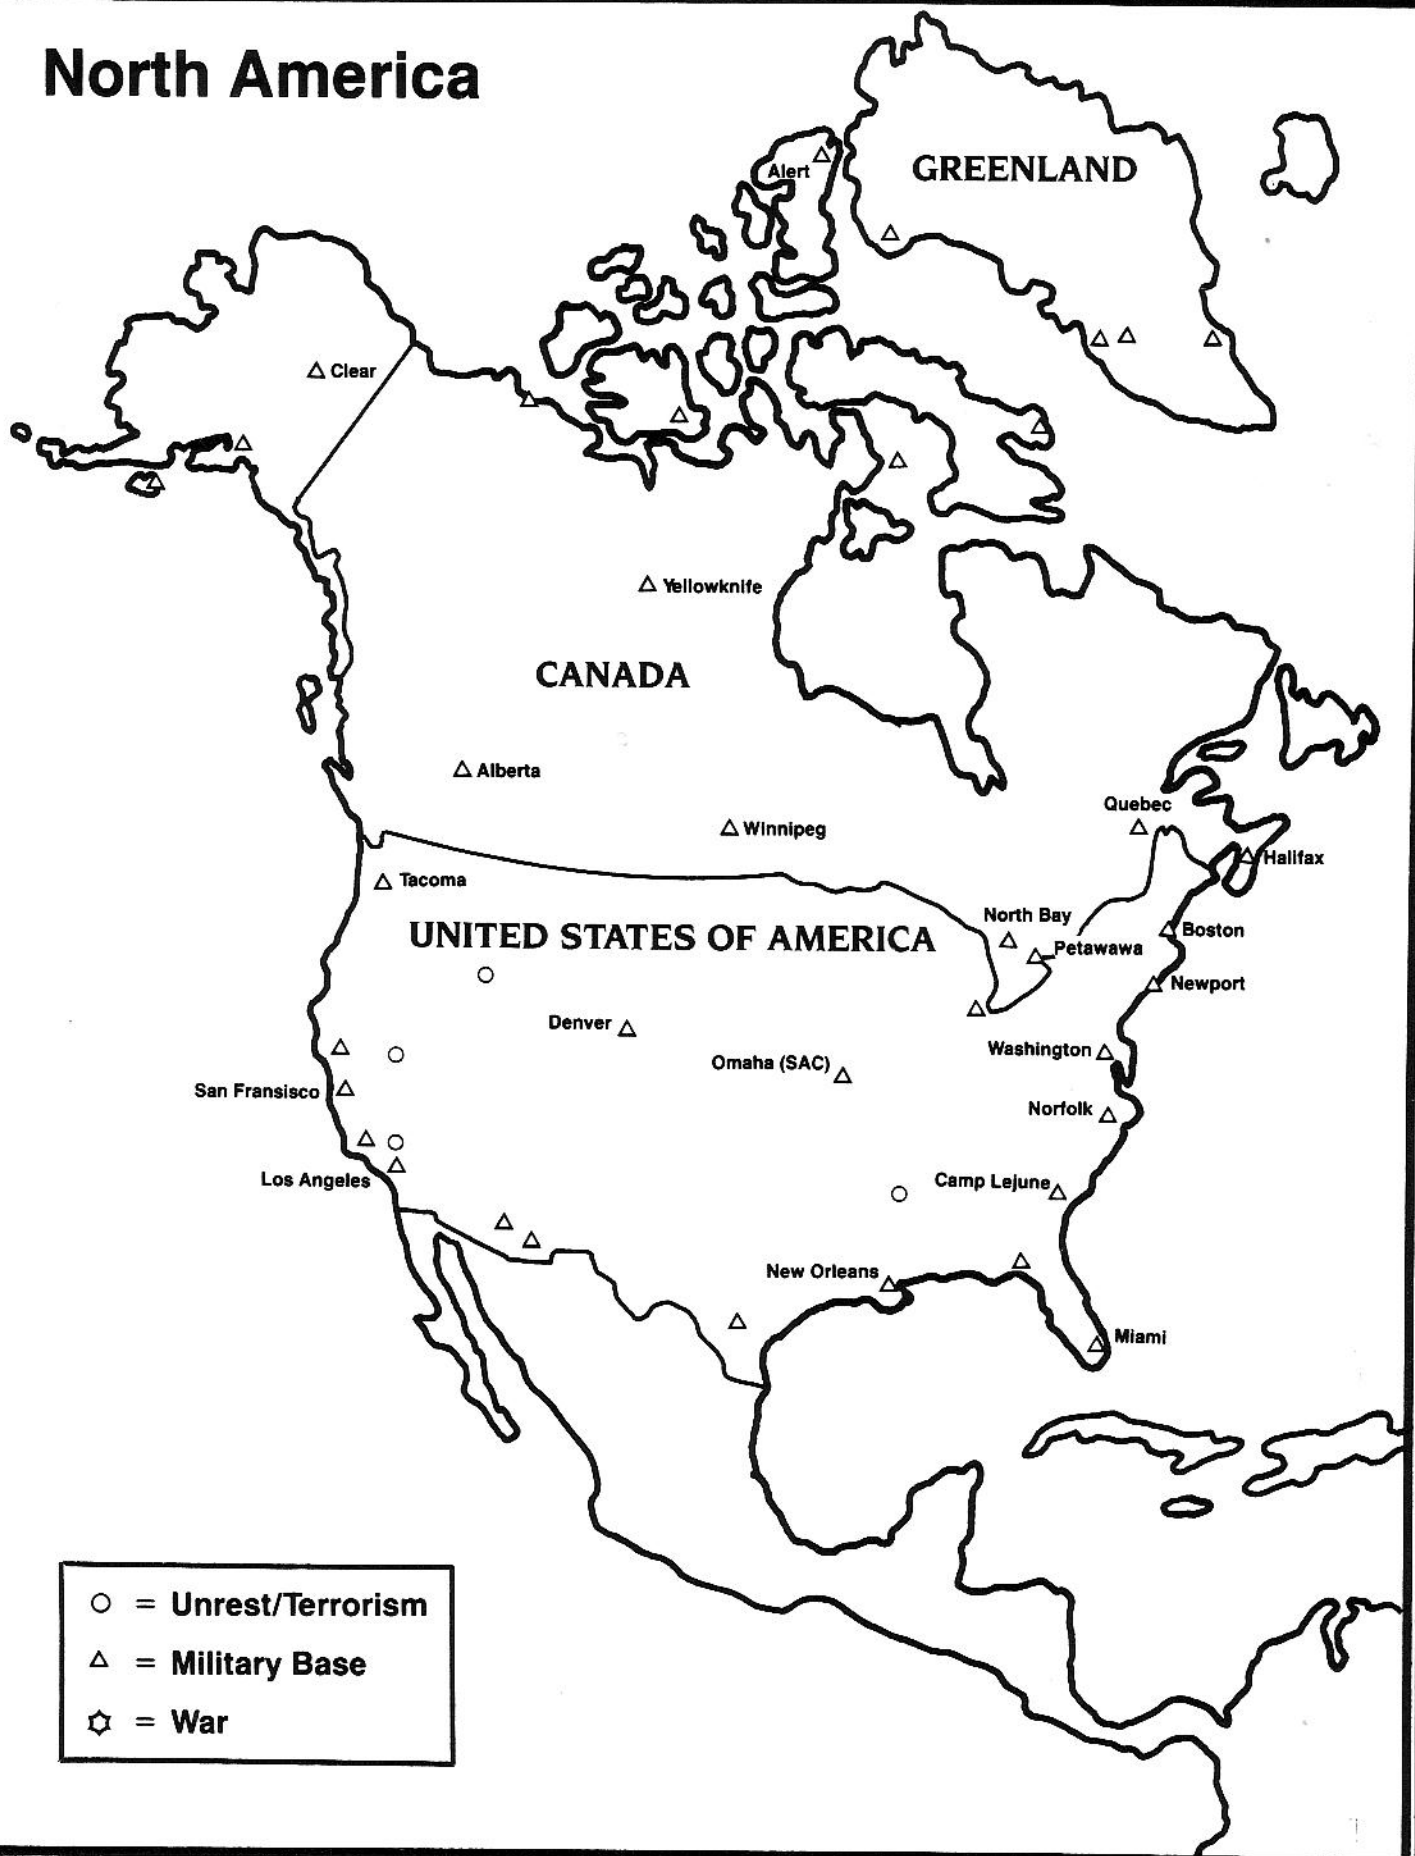 North America
GREENLAND
Alert
Clear
Yellowknife
CANADA
Alberta
Quebec
Winnipeg
Halifax
Tacoma
North Bay
UNITED STATES OF AMERICA
Boston
Petawawa
Newport
Denver
Washington
Omaha (SAC)
San Fransisco
Norfolk
Los Angeles
Camp Lejune
New Orleans
Miami
= Unrest/Terrorism
= Military Base
= War